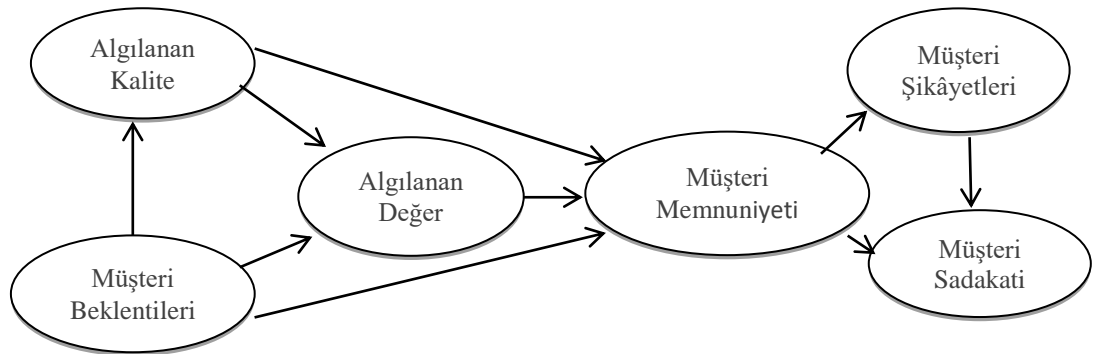 Algılanan
Kalite
Müşteri
Şikâyetleri
Algılanan
Değer
Müşteri
Memnuniyeti
Müşteri
Beklentileri
Müşteri
Sadakati